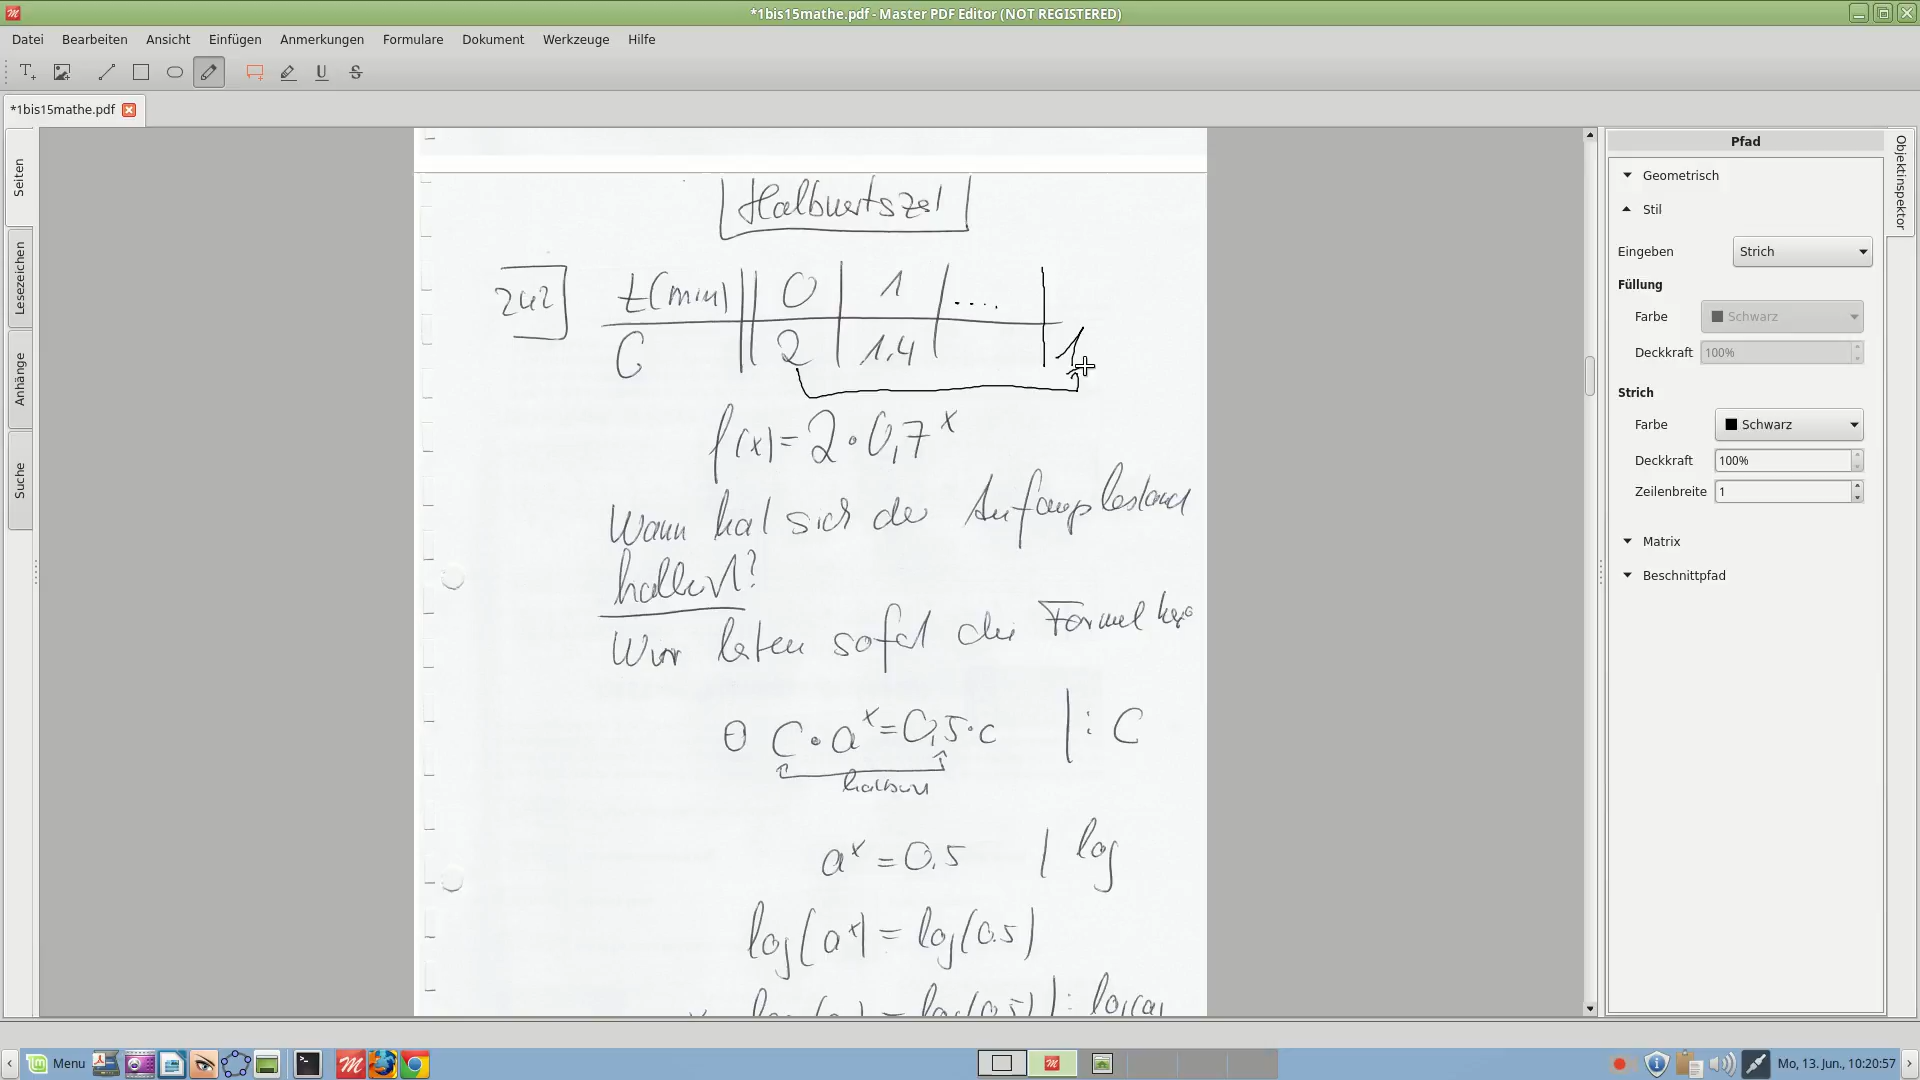 *1bis15mathe.pdf - Master PDF Editor (NOT REGISTERED)
Datei Bearbeiten Ansicht Einfügen Anmerkungen Formulare Dokument Werkzeuge Hilfe
*1bis15mathe.pdf
Seiten
Lesezeichen
Anhänge
Suche
Halbwertszeit
242
t(min) 0 1 ....
C 2 1,4 1
f(x)=2·0,7^x
Wann hat sich der Anfangsbestand
halbiert?
Wir leiten sofort die Formel her:
C·a^x=0,5·c |:C
halbiert
a^x=0.5 | log
log(a^x)=log(0.5)
Pfad
Geometrisch
Stil
Eingeben Strich
Füllung
Farbe Schwarz
Deckkraft 100%
Strich
Farbe Schwarz
Deckkraft 100%
Zeilenbreite 1
Matrix
Beschnittpfad
Objektinspektor
Menu
Mo, 13. Jun., 10:20:57